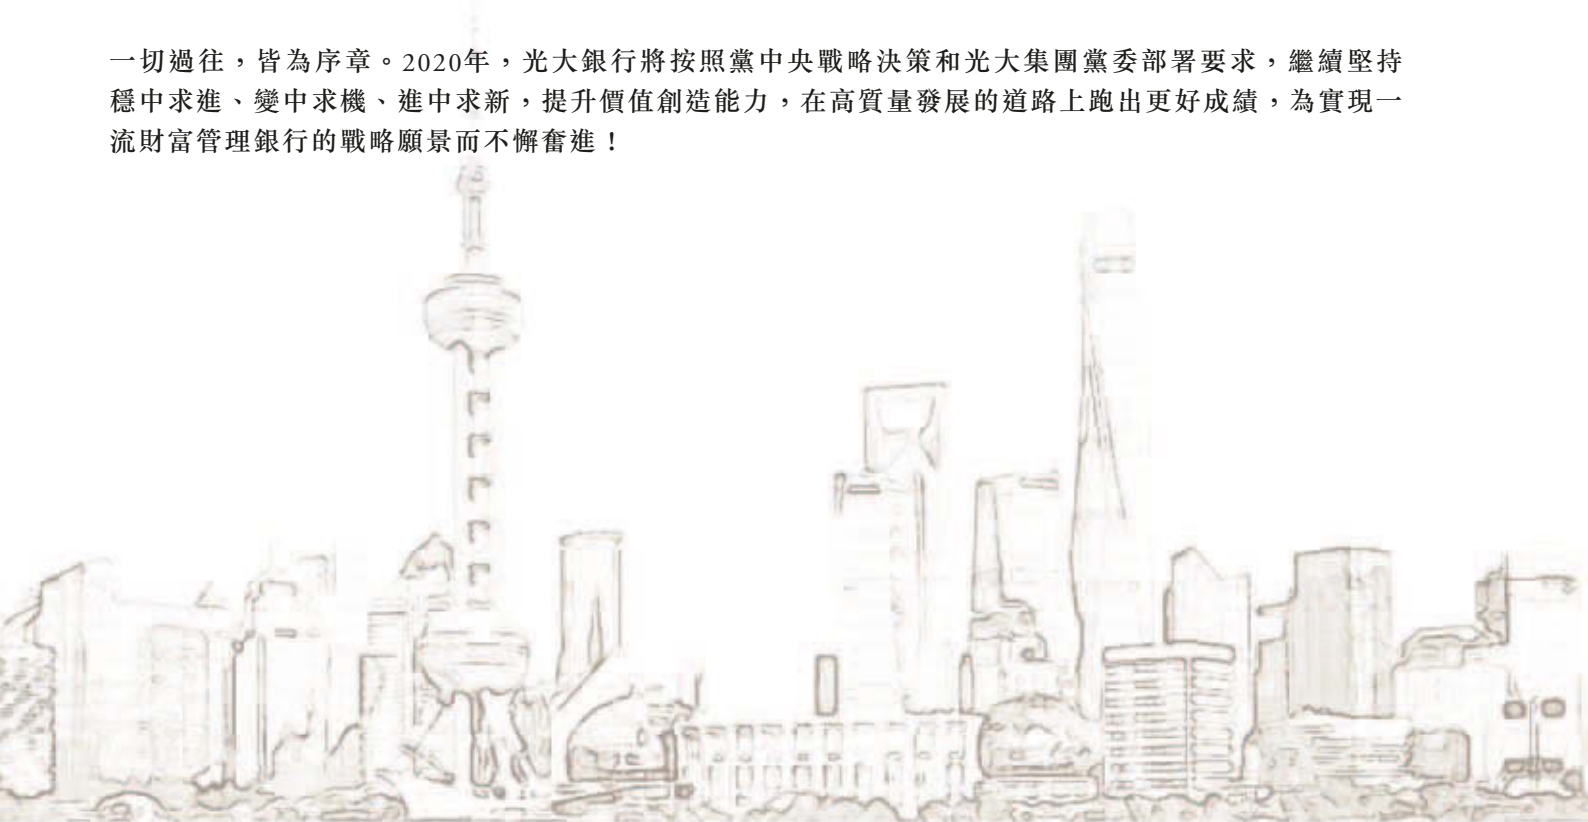 一切過往，皆為序章。2020年，光大銀行將按照黨中央戰略決策和光大集團黨委部署要求，繼續堅持
穩中求進、變中求機、進中求新，提升價值創造能力，在高質量發展的道路上跑出更好成績，為實現一
流財富管理銀行的戰略願景而不懈奮進！